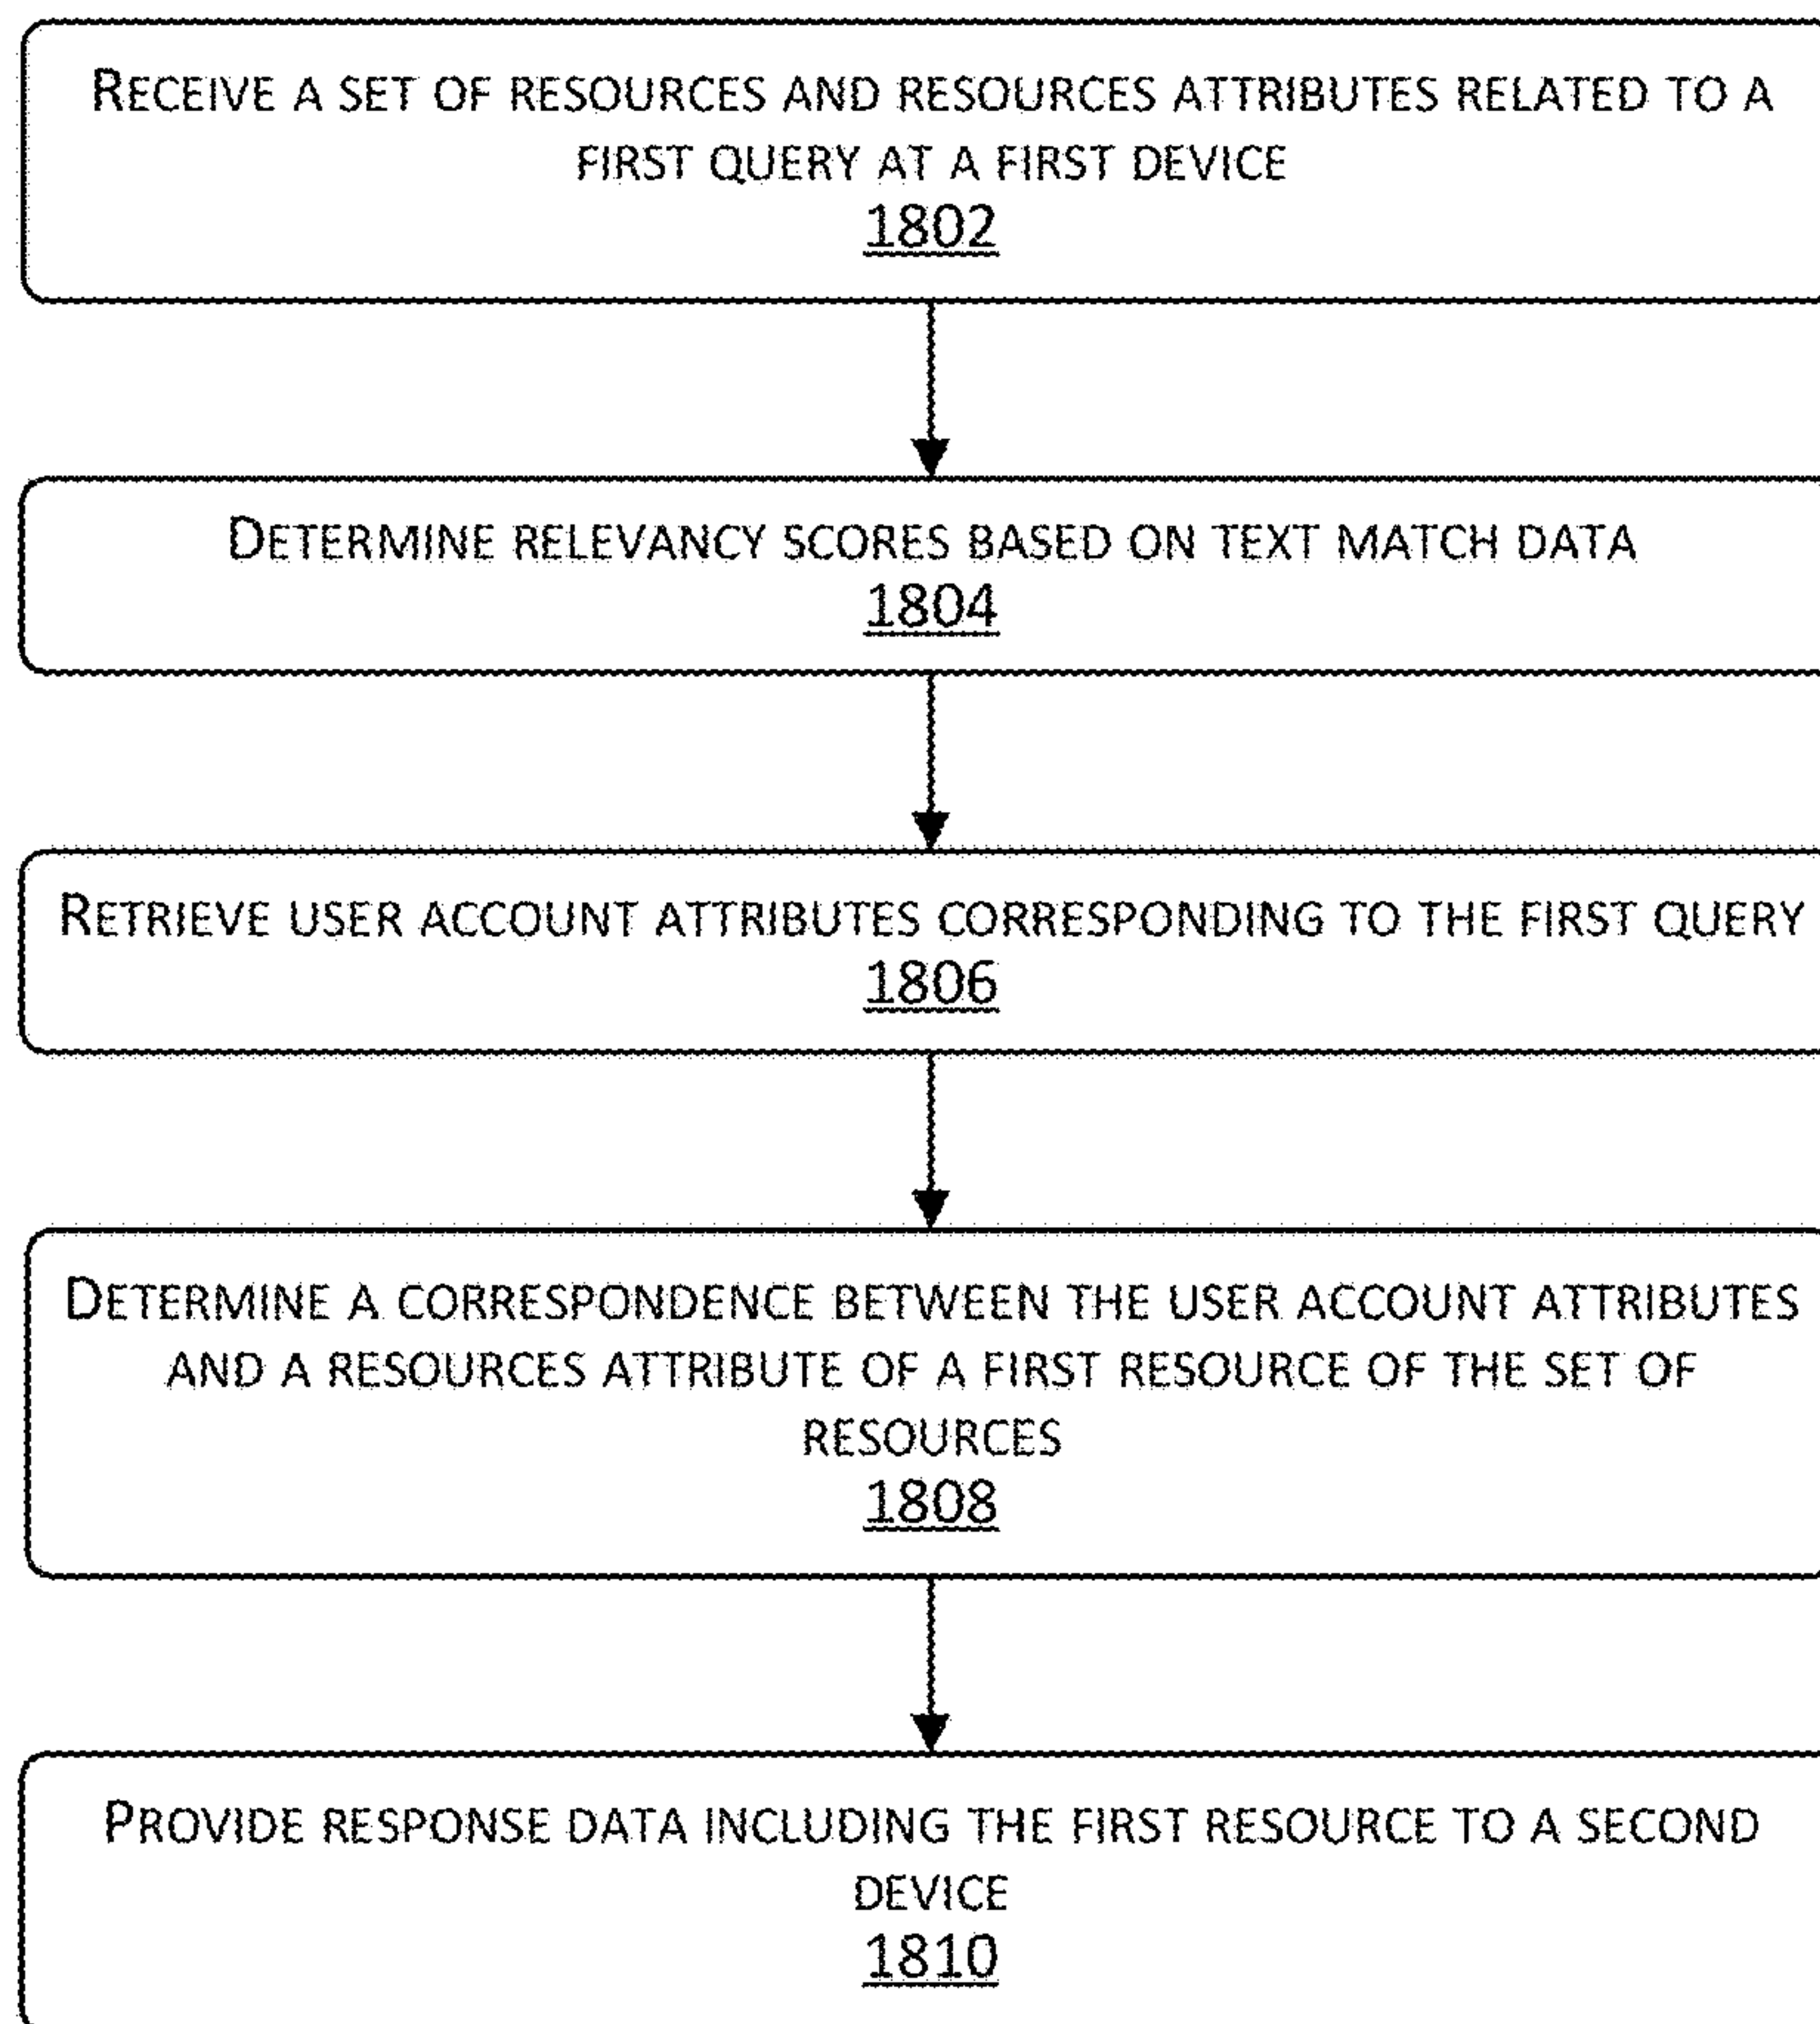 RECEIVE A SET OF RESOURCES AND RESOURCES ATTRIBUTES RELATED TO A
FIRST QUERY AT A FIRST DEVICE
1802
DETERMINE RELEVANCY SCORES BASED ON TEXT MATCH DATA
1804
RETRIEVE USER ACCOUNT ATTRIBUTES CORRESPONDING TO THE FIRST QUERY
1806
DETERMINE A CORRESPONDENCE BETWEEN THE USER ACCOUNT ATTRIBUTES
AND A RESOURCES ATTRIBUTE OF A FIRST RESOURCE OF THE SET OF
RESOURCES
1808
PROVIDE RESPONSE DATA INCLUDING THE FIRST RESOURCE TO A SECOND
DEVICE
1810